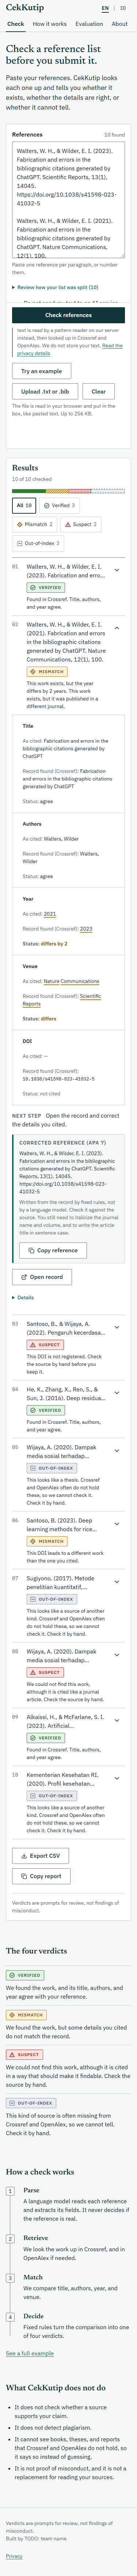 CekKutip
EN | ID
Check How it works Evaluation About
Check a reference list
before you submit it.
Paste your references. CekKutip looks
each one up in two open indexes and tells
you whether it exists, whether the details
are right, or whether it cannot tell.
References 10 found
Walters, W. H., & Wilder, E. I. (2023).
Fabrication and errors in the
bibliographic citations generated by
ChatGPT. Scientific Reports, 13(1),
14045.
https://doi.org/10.1038/s41598-023-
41032-5
Walters, W. H., & Wilder, E. I. (2021).
Fabrication and errors in the
bibliographic citations generated by
ChatGPT. Nature Communications,
12(1), 100.
Paste one reference per paragraph, or number
them.
Review how your list was split (10)
Check references
text is read by a pattern reader on our server
instead, then looked up in Crossref and
OpenAlex. We do not store your text. Read the
privacy details
Try an example
Upload .txt or .bib
Clear
The file is read in your browser and put in the
box, like pasted text. Up to 256 KB.
Results
10 of 10 checked
All 10
Verified 3
Mismatch 2
Suspect 2
Out-of-index 3
01 Walters, W. H., & Wilder, E. I.
(2023). Fabrication and erro…
VERIFIED
Found in Crossref. Title, authors,
and year agree.
02 Walters, W. H., & Wilder, E. I.
(2021). Fabrication and errors
in the bibliographic citations
generated by ChatGPT. Nature
Communications, 12(1), 100.
MISMATCH
This work exists, but the year
differs by 2 years. This work
exists, but it was published in a
different journal.
Title
As cited: Fabrication and errors in the
bibliographic citations generated by
ChatGPT
Record found (Crossref): Fabrication
and errors in the bibliographic citations
generated by ChatGPT
Status: agree
Authors
As cited: Walters, Wilder
Record found (Crossref): Walters,
Wilder
Status: agree
Year
As cited: 2021
Record found (Crossref): 2023
Status: differs by 2
Venue
As cited: Nature Communications
Record found (Crossref): Scientific
Reports
Status: differs
DOI
As cited: —
Record found (Crossref):
10.1038/s41598-023-41032-5
Status: not cited
NEXT STEP Open the record and correct
the details you cited.
CORRECTED REFERENCE (APA 7)
Walters, W. H., & Wilder, E. I. (2023).
Fabrication and errors in the bibliographic
citations generated by ChatGPT. Scientific
Reports, 13(1), 14045.
https://doi.org/10.1038/s41598-023-
41032-5
Copy reference
Open record
Details
03 Santoso, B., & Wijaya, A.
(2022). Pengaruh kecerdasa…
SUSPECT
This DOI is not registered. Check
the source by hand before you
keep it.
04 He, K., Zhang, X., Ren, S., &
Sun, J. (2016). Deep residua…
VERIFIED
Found in Crossref. Title, authors,
and year agree.
05 Wijaya, A. (2020). Dampak
media sosial terhadap…
OUT-OF-INDEX
This looks like a thesis. Crossref
and OpenAlex often do not hold
these, so we cannot check it.
Check it by hand.
06 Santoso, B. (2023). Deep
learning methods for rice…
MISMATCH
This DOI leads to a different work
than the one you cited.
07 Sugiyono. (2017). Metode
penelitian kuantitatif,…
OUT-OF-INDEX
This looks like a source of another
kind. Crossref and OpenAlex often
do not hold these, so we cannot
check it. Check it by hand.
08 Wijaya, A. (2020). Dampak
media sosial terhadap…
SUSPECT
We could not find this work,
although it is cited like a journal
article. Check the source by hand.
09 Alkaissi, H., & McFarlane, S. I.
(2023). Artificial…
VERIFIED
Found in Crossref. Title, authors,
and year agree.
10 Kementerian Kesehatan RI.
(2020). Profil kesehatan…
OUT-OF-INDEX
This looks like a source of another
kind. Crossref and OpenAlex often
do not hold these, so we cannot
check it. Check it by hand.
Export CSV
Copy report
Verdicts are prompts for review, not findings of
misconduct.
The four verdicts
VERIFIED
We found the work, and its title, authors, and
year agree with your reference.
MISMATCH
We found the work, but some details you cited
do not match the record.
SUSPECT
We could not find this work, although it is cited
in a way that should make it findable. Check the
source by hand.
OUT-OF-INDEX
This kind of source is often missing from
Crossref and OpenAlex, so we cannot tell.
Check it by hand.
How a check works
1 Parse
A language model reads each reference
and extracts its fields. It never decides if
the reference is real.
2 Retrieve
We look the work up in Crossref, and in
OpenAlex if needed.
3 Match
We compare title, authors, year, and
venue.
4 Decide
Fixed rules turn the comparison into one
of four verdicts.
See a full example
What CekKutip does not do
• It does not check whether a source
supports your claim.
• It does not detect plagiarism.
• It cannot see books, theses, and reports
that Crossref and OpenAlex do not hold, so
it says so instead of guessing.
• It is not proof of misconduct, and it is not a
replacement for reading your sources.
Verdicts are prompts for review, not findings of
misconduct.
Built by TODO: team name
Privacy